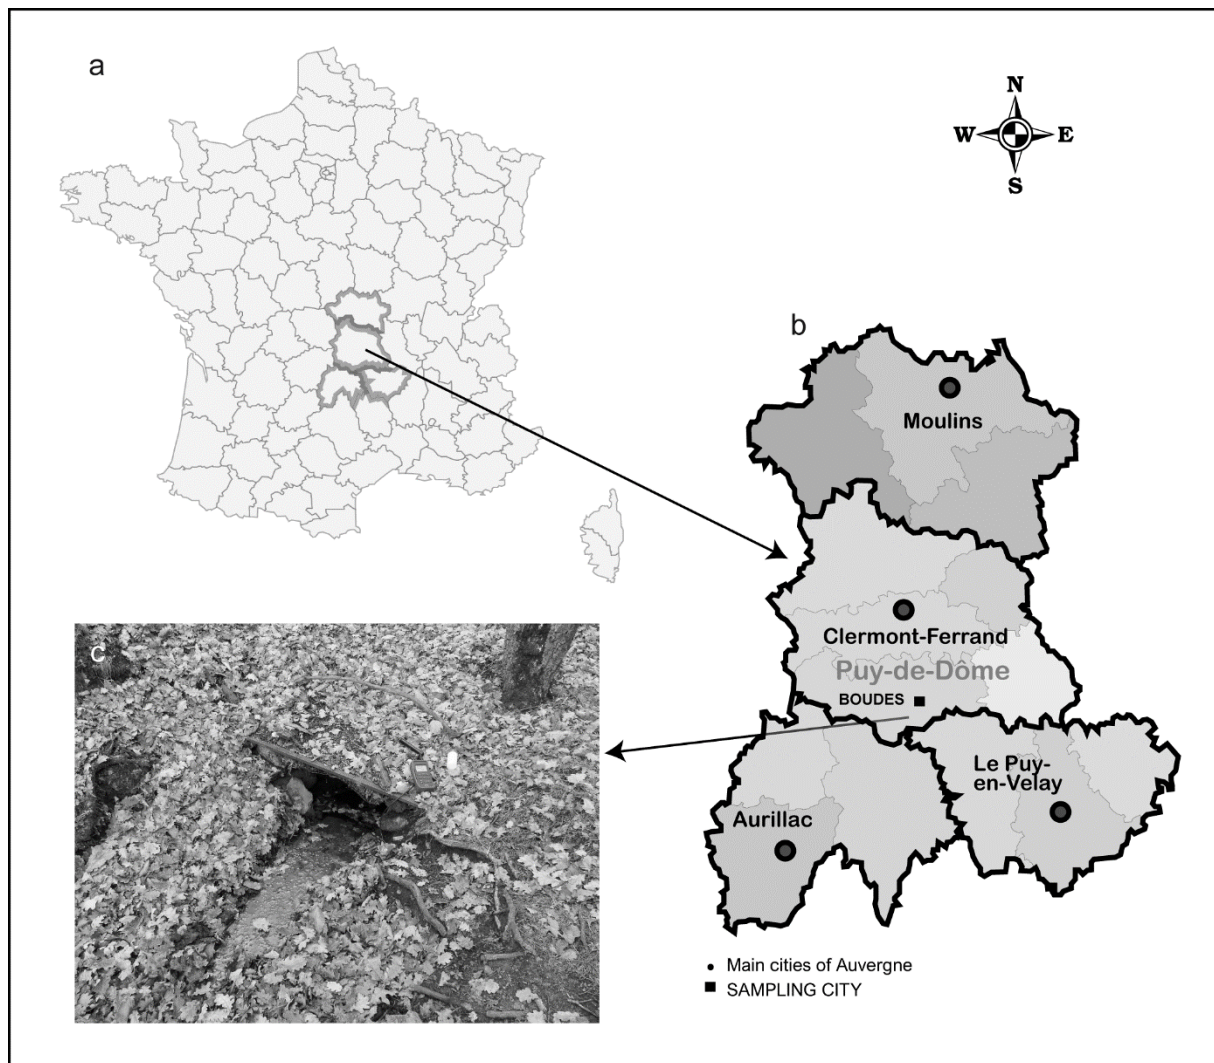 a
N
W
E
S
b
Moulins
Clermont-Ferrand
Puy-de-Dôme
BOUDES
Le Puy-
en-Velay
Aurillac
c
Main cities of Auvergne
SAMPLING CITY